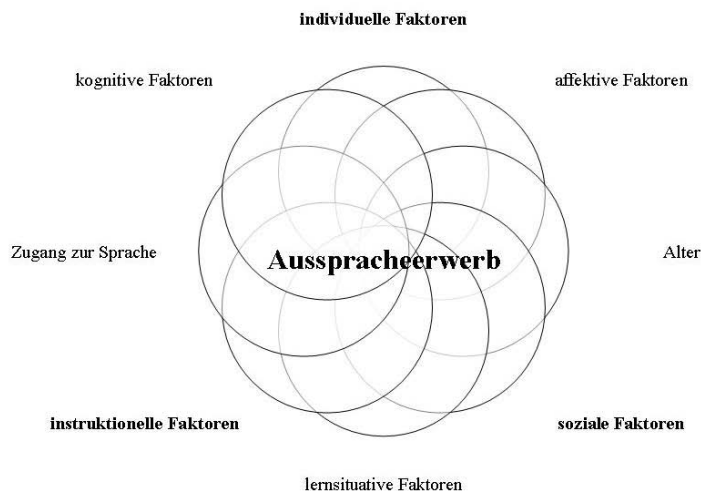 individuelle Faktoren
kognitive Faktoren
affektive Faktoren
Zugang zur Sprache
Ausspracheerwerb
Alter
instruktionelle Faktoren
soziale Faktoren
lernsituative Faktoren